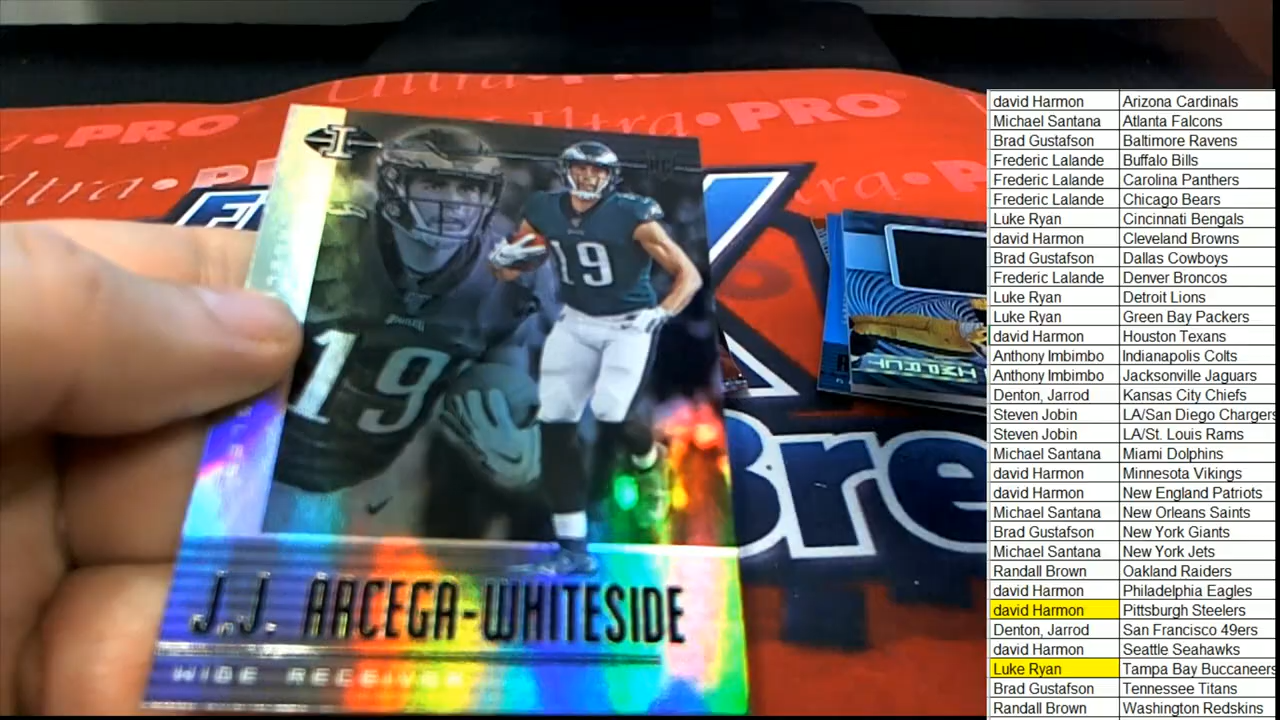 Ultra•PRO
Ultra•PRO
Ultra•PRO
19
19
J.J. ARCEGA-WHITESIDE
WIDE RECEIVER
Bre
david Harmon Arizona Cardinals
Michael Santana Atlanta Falcons
Brad Gustafson Baltimore Ravens
Frederic Lalande Buffalo Bills
Frederic Lalande Carolina Panthers
Frederic Lalande Chicago Bears
Luke Ryan Cincinnati Bengals
david Harmon Cleveland Browns
Brad Gustafson Dallas Cowboys
Frederic Lalande Denver Broncos
Luke Ryan Detroit Lions
Luke Ryan Green Bay Packers
david Harmon Houston Texans
Anthony Imbimbo Indianapolis Colts
Anthony Imbimbo Jacksonville Jaguars
Denton, Jarrod Kansas City Chiefs
Steven Jobin LA/San Diego Chargers
Steven Jobin LA/St. Louis Rams
Michael Santana Miami Dolphins
david Harmon Minnesota Vikings
david Harmon New England Patriots
Michael Santana New Orleans Saints
Brad Gustafson New York Giants
Michael Santana New York Jets
Randall Brown Oakland Raiders
david Harmon Philadelphia Eagles
david Harmon Pittsburgh Steelers
Denton, Jarrod San Francisco 49ers
david Harmon Seattle Seahawks
Luke Ryan Tampa Bay Buccaneers
Brad Gustafson Tennessee Titans
Randall Brown Washington Redskins